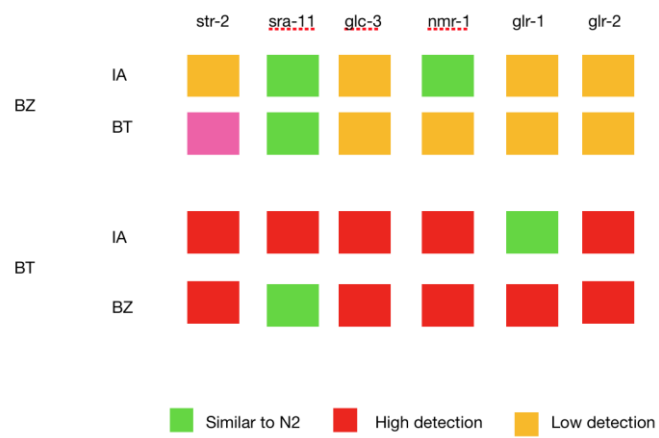 str-2 sra-11 glc-3 nmr-1 glr-1 glr-2
IA
BZ
BT
IA
BT
BZ
Similar to N2 High detection Low detection